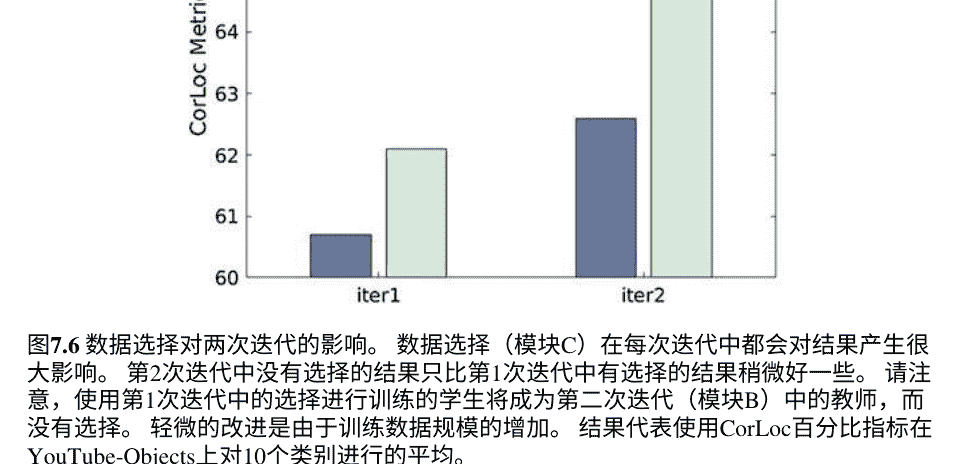 64
CorLoc Metric
63
62
61
60
iter1 iter2
图7.6 数据选择对两次迭代的影响。 数据选择（模块C）在每次迭代中都会对结果产生很
大影响。 第2次迭代中没有选择的结果只比第1次迭代中有选择的结果稍微好一些。 请注
意，使用第1次迭代中的选择进行训练的学生将成为第二次迭代（模块B）中的教师，而
没有选择。 轻微的改进是由于训练数据规模的增加。 结果代表使用CorLoc百分比指标在
YouTube-Objects上对10个类别进行的平均。